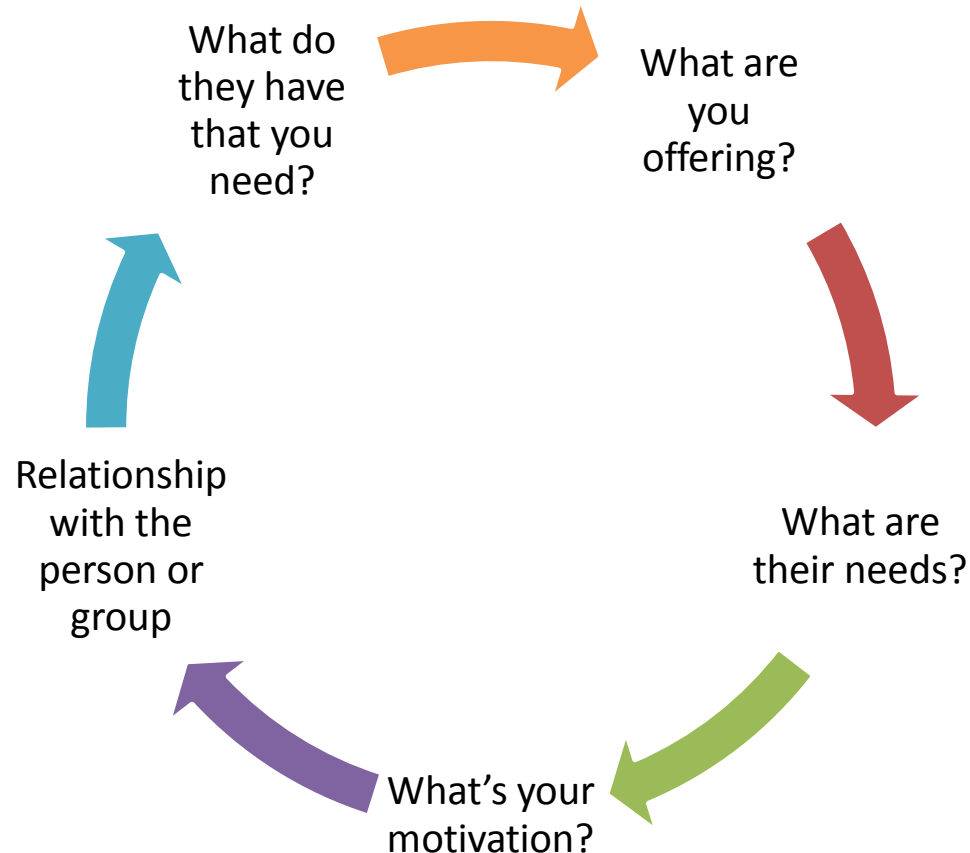 What do
they have
that you
need?
What are
you
offering?
What are
their needs?
What’s your
motivation?
Relationship
with the
person or
group